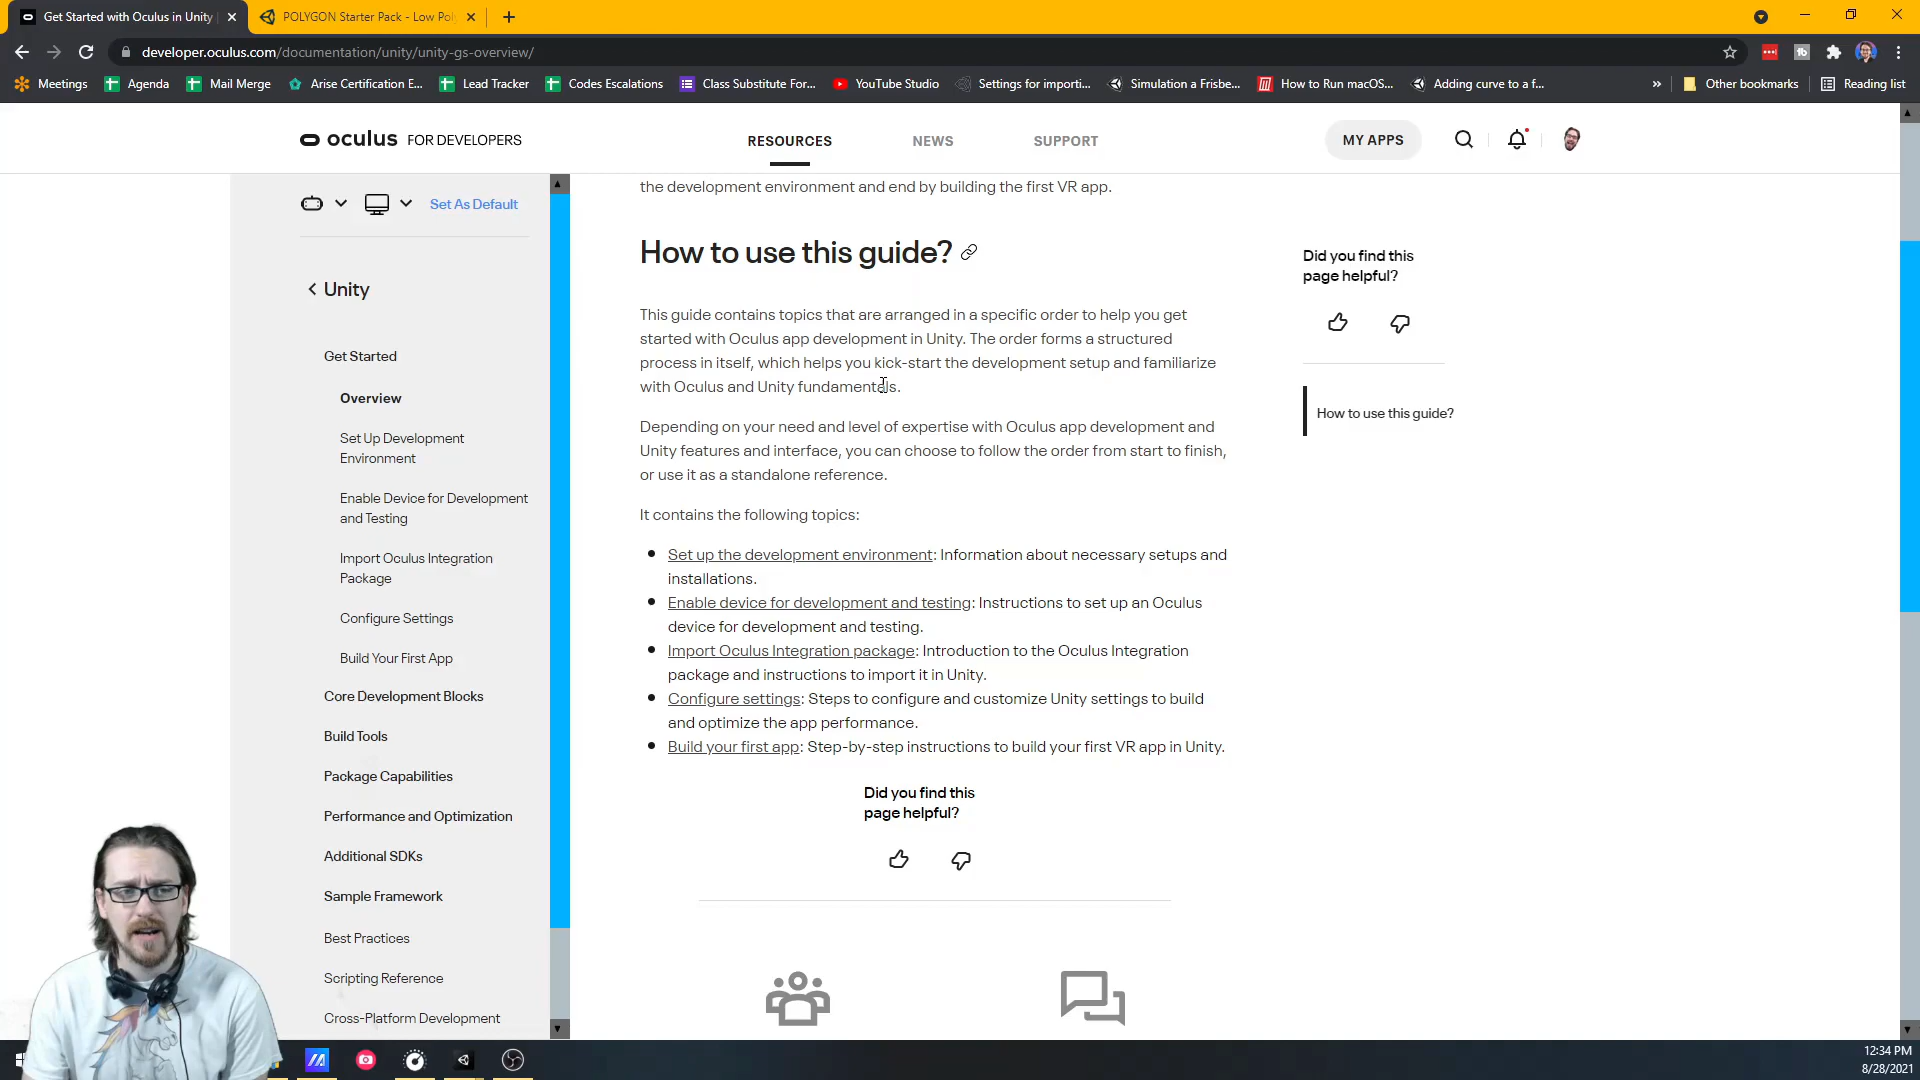 Get Started with Oculus in Unity
POLYGON Starter Pack - Low Pol
developer.oculus.com/documentation/unity/unity-gs-overview/
Meetings
Agenda
Mail Merge
Arise Certification E...
Lead Tracker
Codes Escalations
Class Substitute For...
YouTube Studio
Settings for importi...
Simulation a Frisbe...
How to Run macOS...
Adding curve to a f...
»
Other bookmarks
Reading list
oculus FOR DEVELOPERS
RESOURCES
NEWS
SUPPORT
MY APPS
Set As Default
Unity
Get Started
Overview
Set Up Development
Environment
Enable Device for Development
and Testing
Import Oculus Integration
Package
Configure Settings
Build Your First App
Core Development Blocks
Build Tools
Package Capabilities
Performance and Optimization
Additional SDKs
Sample Framework
Best Practices
Scripting Reference
Cross-Platform Development
the development environment and end by building the first VR app.
How to use this guide?
This guide contains topics that are arranged in a specific order to help you get
started with Oculus app development in Unity. The order forms a structured
process in itself, which helps you kick-start the development setup and familiarize
with Oculus and Unity fundamentals.
Depending on your need and level of expertise with Oculus app development and
Unity features and interface, you can choose to follow the order from start to finish,
or use it as a standalone reference.
It contains the following topics:
Set up the development environment: Information about necessary setups and
installations.
Enable device for development and testing: Instructions to set up an Oculus
device for development and testing.
Import Oculus Integration package: Introduction to the Oculus Integration
package and instructions to import it in Unity.
Configure settings: Steps to configure and customize Unity settings to build
and optimize the app performance.
Build your first app: Step-by-step instructions to build your first VR app in Unity.
Did you find this
page helpful?
Did you find this
page helpful?
How to use this guide?
12:34 PM
8/28/2021